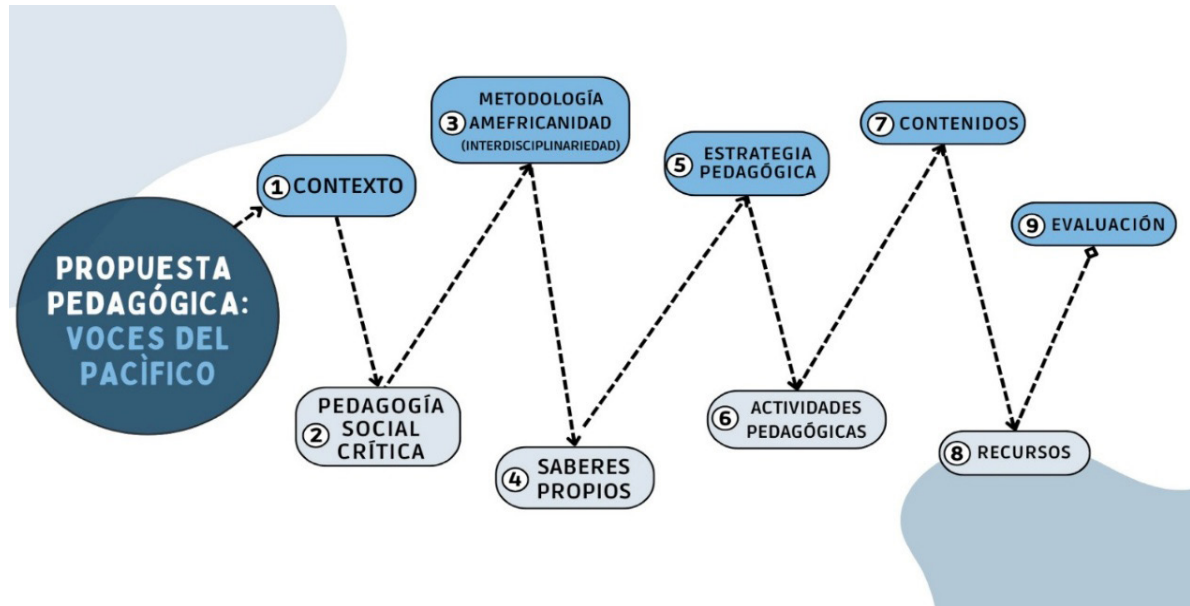 PROPUESTA
PEDAGÓGICA:
VOCES DEL
PACÌFICO
1 CONTEXTO
2 PEDAGOGÍA
SOCIAL
CRÍTICA
3 METODOLOGÍA
AMEFRICANIDAD
(INTERDISCIPLINARIEDAD)
4 SABERES
PROPIOS
5 ESTRATEGIA
PEDAGÓGICA
6 ACTIVIDADES
PEDAGÓGICAS
7 CONTENIDOS
8 RECURSOS
9 EVALUACIÓN